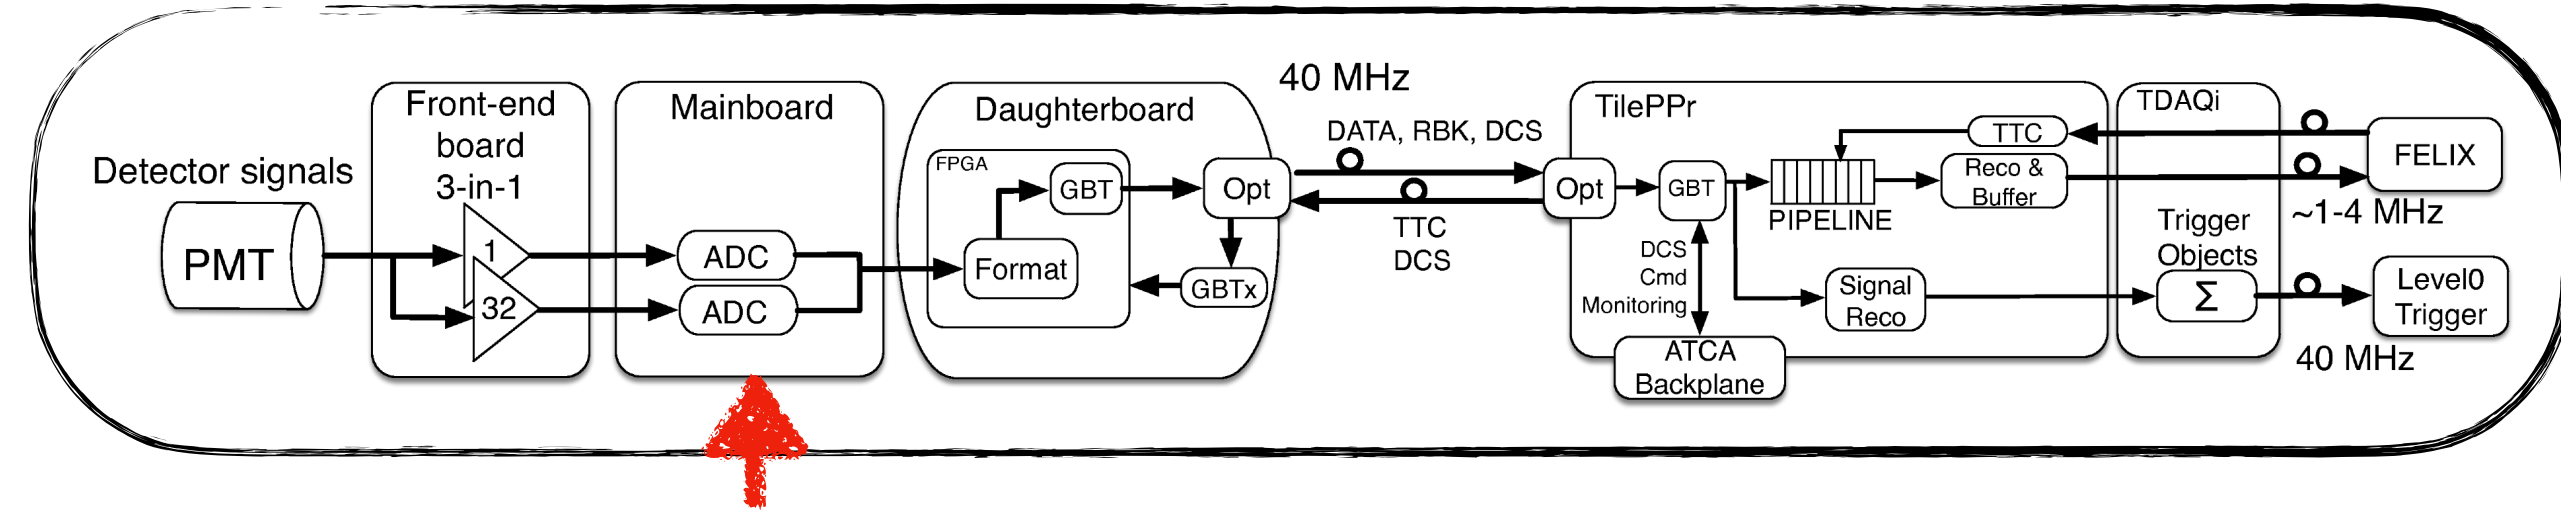 Detector signals
PMT
Front-end
board
3-in-1
1
32
Mainboard
ADC
ADC
Daughterboard
FPGA
GBT
Format
Opt
GBTx
40 MHz
DATA, RBK, DCS
TTC
DCS
TilePPr
Opt
GBT
PIPELINE
TTC
Reco &
Buffer
DCS
Cmd
Monitoring
Signal
Reco
ATCA
Backplane
TDAQi
Trigger
Objects
Σ
FELIX
~1-4 MHz
Level0
Trigger
40 MHz